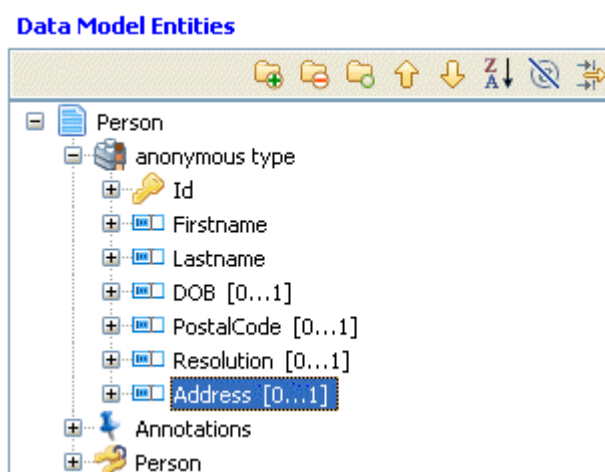 Data Model Entities
Z
A
Person
anonymous type
Id
Firstname
Lastname
DOB [0...1]
PostalCode [0...1]
Resolution [0...1]
Address [0...1]
Annotations
Person